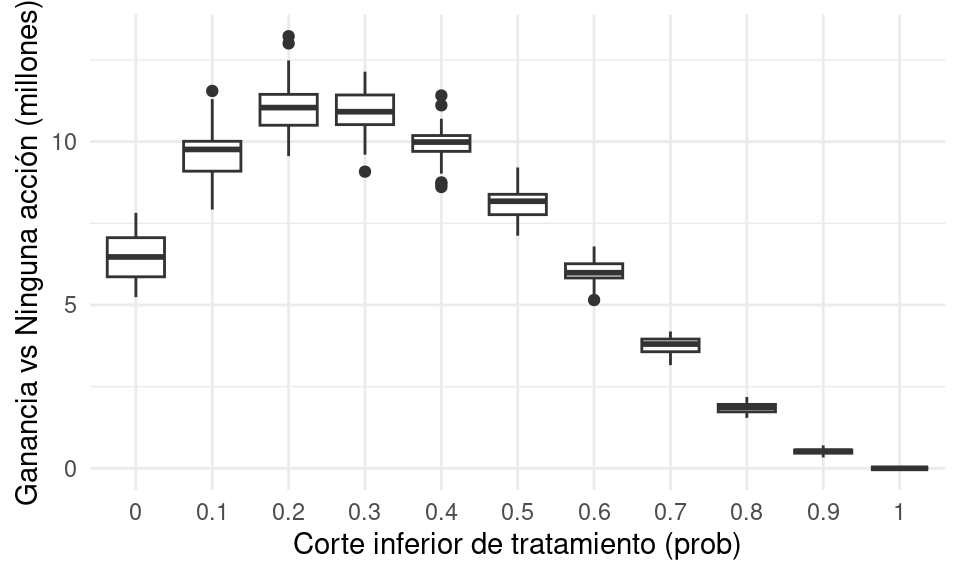 Ganancia vs Ninguna acción (millones)
10
5
0
0 0.1 0.2 0.3 0.4 0.5 0.6 0.7 0.8 0.9 1
Corte inferior de tratamiento (prob)